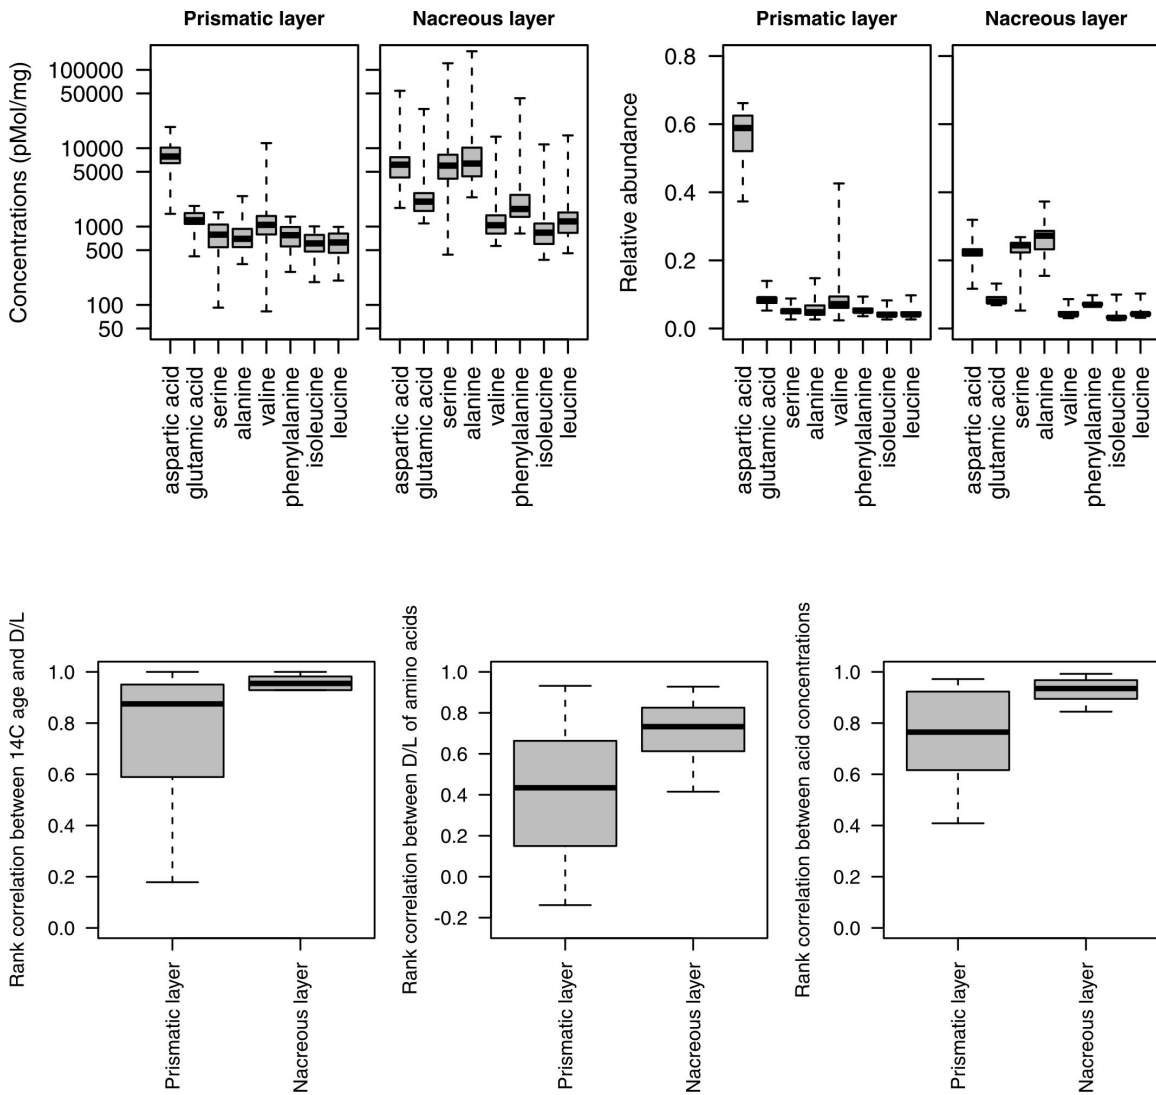 Prismatic layer
Nacreous layer
Concentrations (pMol/mg)
100000
50000
10000
5000
1000
500
100
50
aspartic acid
glutamic acid
serine
alanine
valine
phenylalanine
isoleucine
leucine
aspartic acid
glutamic acid
serine
alanine
valine
phenylalanine
isoleucine
leucine
Prismatic layer
Nacreous layer
Relative abundance
0.8
0.6
0.4
0.2
0.0
aspartic acid
glutamic acid
serine
alanine
valine
phenylalanine
isoleucine
leucine
aspartic acid
glutamic acid
serine
alanine
valine
phenylalanine
isoleucine
leucine
Rank correlation between 14C age and D/L
1.0
0.8
0.6
0.4
0.2
0.0
Prismatic layer
Nacreous layer
Rank correlation between D/L of amino acids
1.0
0.8
0.6
0.4
0.2
0.0
-0.2
Prismatic layer
Nacreous layer
Rank correlation between acid concentrations
1.0
0.8
0.6
0.4
0.2
0.0
Prismatic layer
Nacreous layer